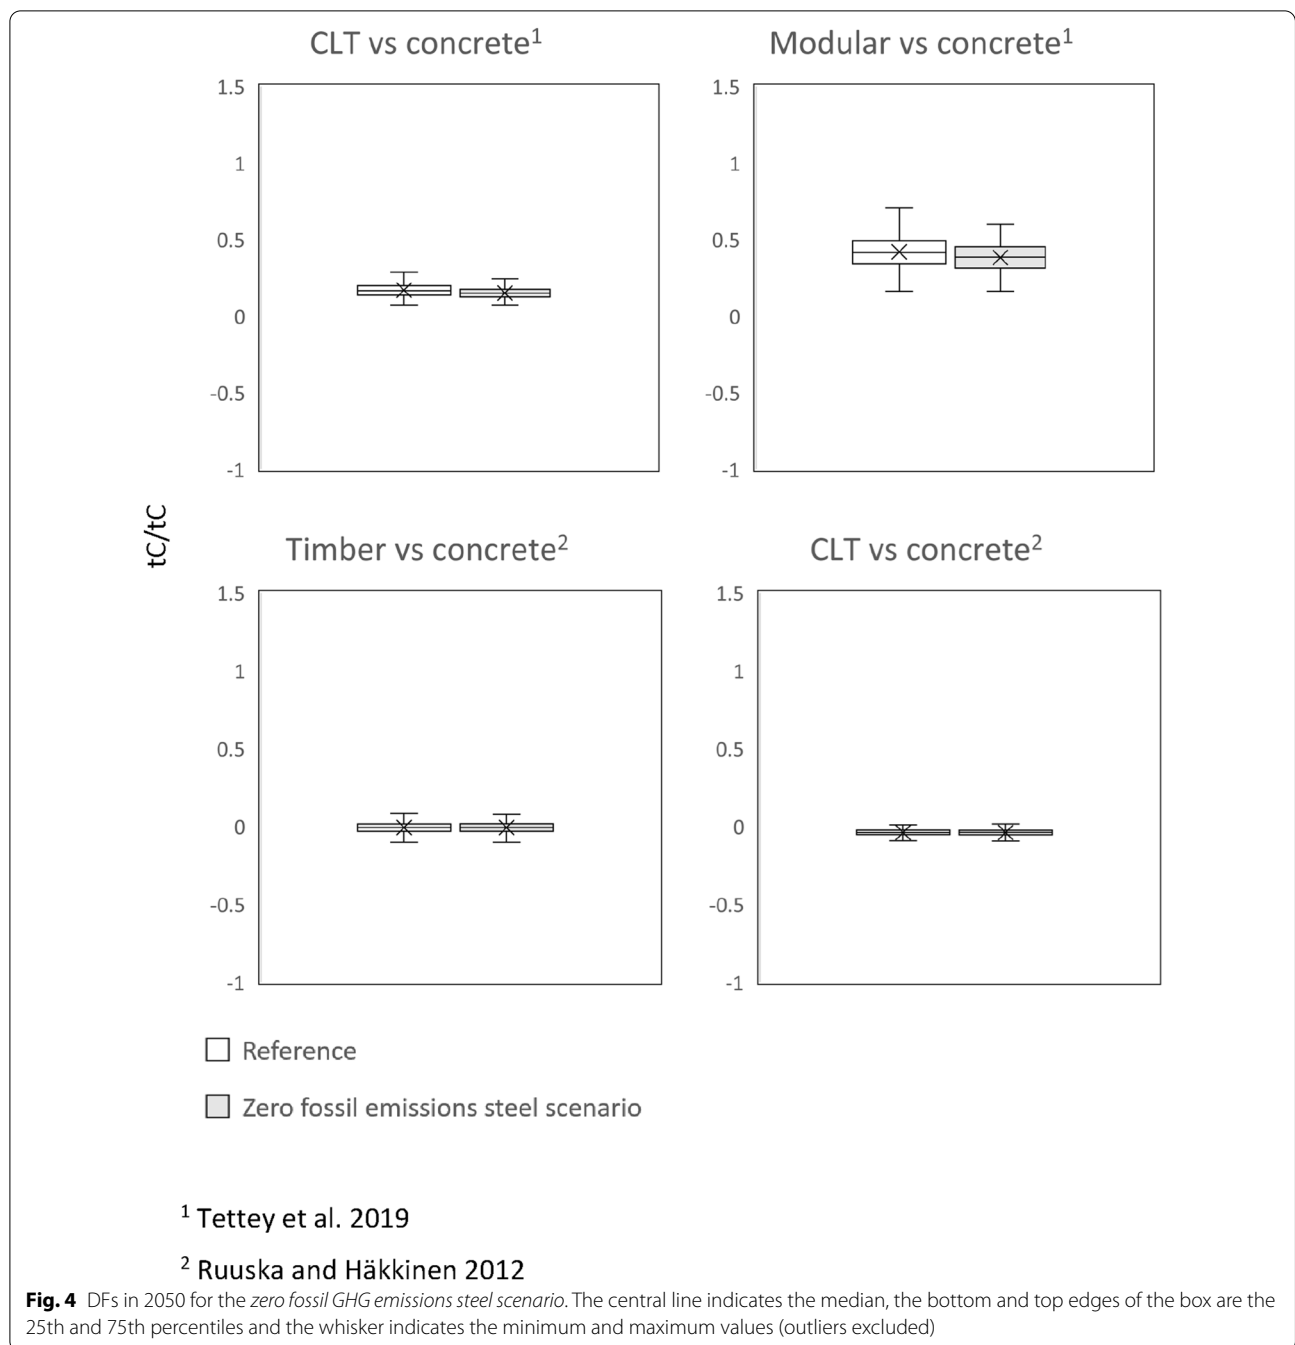 CLT vs concrete1
1.5
1
0.5
0
-0.5
-1
Modular vs concrete1
1.5
1
0.5
0
-0.5
-1
tC/tC
Timber vs concrete2
1.5
1
0.5
0
-0.5
-1
CLT vs concrete2
1.5
1
0.5
0
-0.5
-1
Reference
Zero fossil emissions steel scenario
1 Tettey et al. 2019
2 Ruuska and Häkkinen 2012
Fig. 4 DFs in 2050 for the zero fossil GHG emissions steel scenario. The central line indicates the median, the bottom and top edges of the box are the
25th and 75th percentiles and the whisker indicates the minimum and maximum values (outliers excluded)